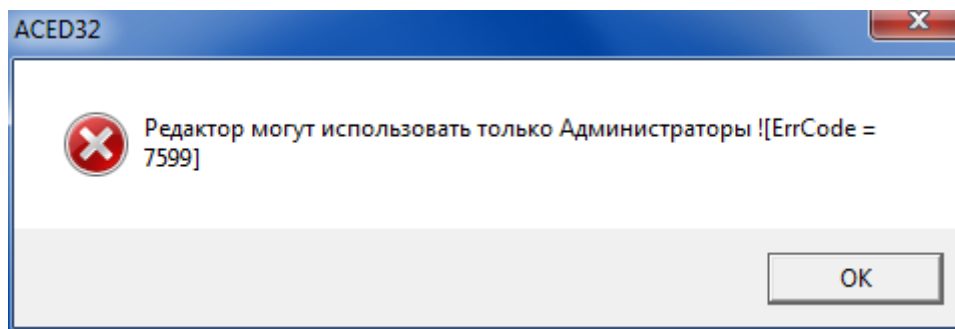 ACED32
Редактор могут использовать только Администраторы ![ErrCode =
7599]
OK